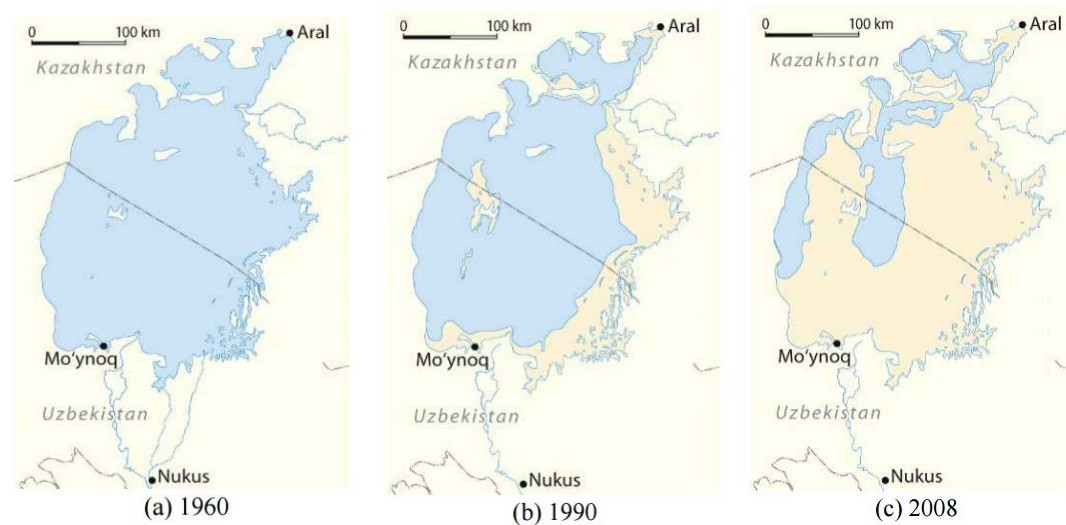 0 100 km
Aral
Kazakhstan
Mo'ynoq
Uzbekistan
Nukus
(a) 1960
0 100 km
Aral
Kazakhstan
Mo'ynoq
Uzbekistan
Nukus
(b) 1990
0 100 km
Aral
Kazakhstan
Mo'ynoq
Uzbekistan
Nukus
(c) 2008